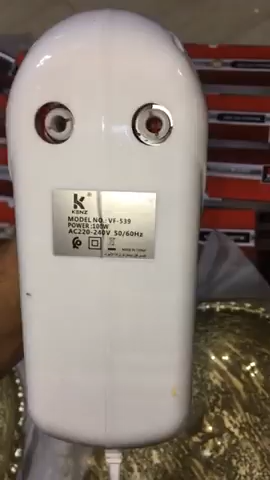 K
KENZ
MODEL NO.: VF-539
POWER: 100W
AC220-240V 50/60Hz
MADE IN CHINA